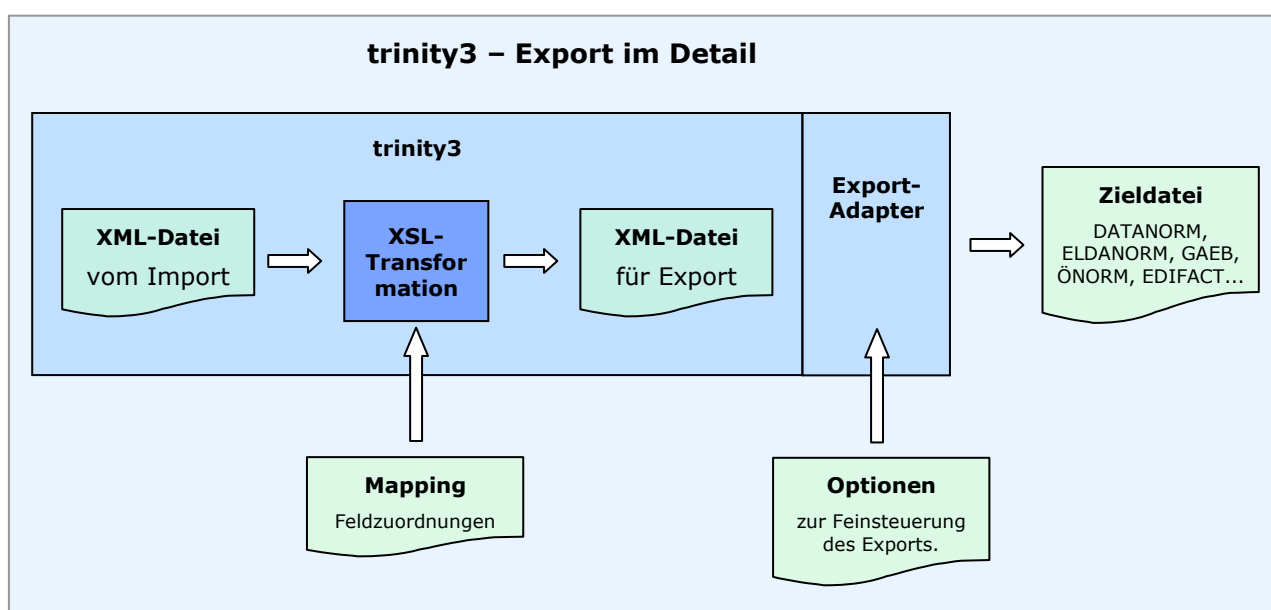 trinity3 – Export im Detail
trinity3
XML-Datei
vom Import
XSL-
Transfor
mation
XML-Datei
für Export
Export-
Adapter
Zieldatei
DATANORM,
ELDANORM, GAEB,
ÖNORM, EDIFACT...
Mapping
Feldzuordnungen
Optionen
zur Feinsteuerung
des Exports.